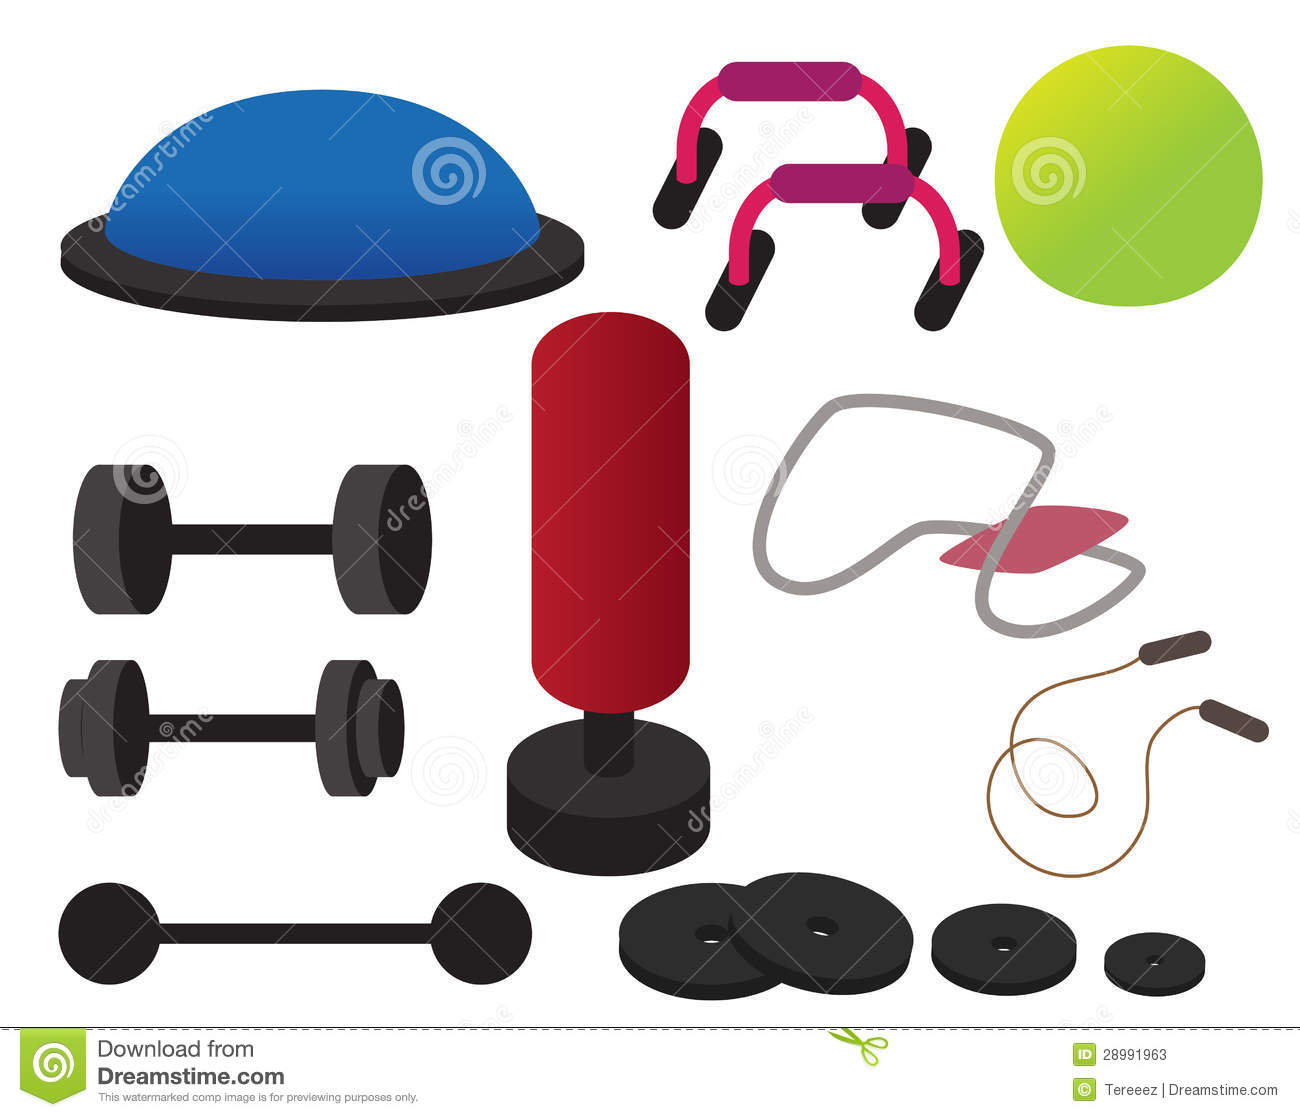 Download from
Dreamstime.com
This watermarked comp image is for previewing purposes only.
ID 28991963
© Tereeez | Dreamstime.com